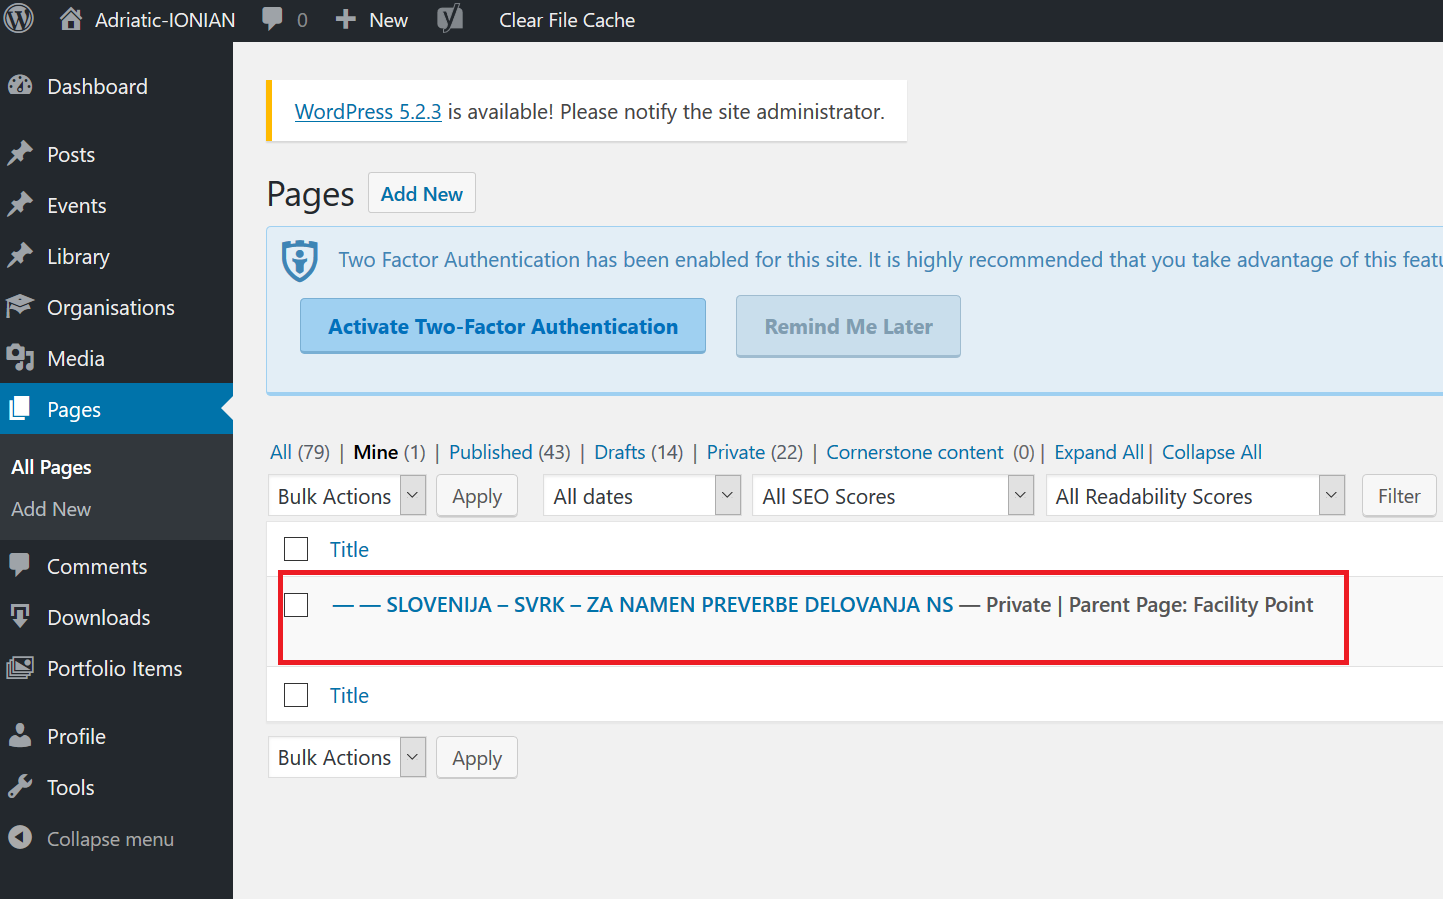 Adriatic-IONIAN 0 New Clear File Cache
Dashboard
Posts
Events
Library
Organisations
Media
Pages
All Pages
Add New
Comments
Downloads
Portfolio Items
Profile
Tools
Collapse menu
WordPress 5.2.3 is available! Please notify the site administrator.
Pages Add New
Two Factor Authentication has been enabled for this site. It is highly recommended that you take advantage of this featu
Activate Two-Factor Authentication Remind Me Later
All (79) | Mine (1) | Published (43) | Drafts (14) | Private (22) | Cornerstone content (0) | Expand All | Collapse All
Bulk Actions Apply All dates All SEO Scores All Readability Scores Filter
Title
— — SLOVENIJA – SVRK – ZA NAMEN PREVERBE DELOVANJA NS — Private | Parent Page: Facility Point
Title
Bulk Actions Apply